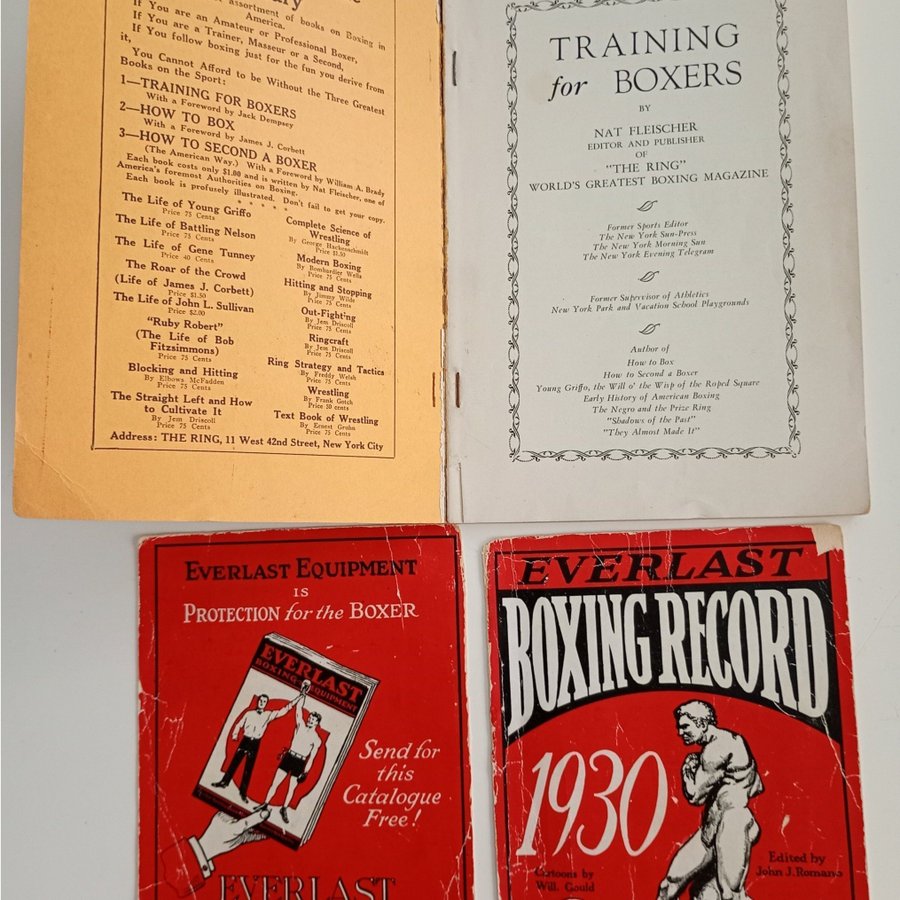 assortment of books on Boxing in
America.
If You are an Amateur or Professional Boxer,
If You are a Trainer, Masseur or a Second,
If You follow boxing just for the fun you derive from
it,
You Cannot Afford to be Without the Three Greatest
Books on the Sport:
1—TRAINING FOR BOXERS
With a Foreword by Jack Dempsey
2—HOW TO BOX
With a Foreword by James J. Corbett
3—HOW TO SECOND A BOXER
(The American Way.) With a Foreword by William A. Brady
Each book costs only $1.00 and is written by Nat Fleischer, one of
America's foremost Authorities on Boxing.
Each book is profusely illustrated. Don't fail to get your copy.
* * * * *
The Life of Young Griffo
Price 75 Cents
The Life of Battling Nelson
Price 75 Cents
The Life of Gene Tunney
Price 40 Cents
The Roar of the Crowd
(Life of James J. Corbett)
Price $1.50
The Life of John L. Sullivan
Price $2.00
"Ruby Robert"
(The Life of Bob
Fitzsimmons)
Price 75 Cents
Blocking and Hitting
By Elbows McFadden
Price 75 Cents
The Straight Left and How
to Cultivate It
By Jem Driscoll
Price 75 Cents
Complete Science of
Wrestling
By George Hackenschmidt
Price $1.50
Modern Boxing
By Bombardier Wells
Price 75 Cents
Hitting and Stopping
By Jimmy Wilde
Price 75 Cents
Out-Fighting
By Jem Driscoll
Price 75 Cents
Ringcraft
By Jem Driscoll
Price 75 Cents
Ring Strategy and Tactics
By Freddy Welsh
Price 75 Cents
Wrestling
By Frank Gotch
Price 50 cents
Text Book of Wrestling
By Ernest Gruhn
Price 75 Cents
Address: THE RING, 11 West 42nd Street, New York City
TRAINING
for BOXERS
BY
NAT FLEISCHER
EDITOR AND PUBLISHER
OF
"THE RING"
WORLD'S GREATEST BOXING MAGAZINE
Former Sports Editor
The New York Sun-Press
The New York Morning Sun
The New York Evening Telegram
Former Supervisor of Athletics
New York Park and Vacation School Playgrounds
Author of
How to Box
How to Second a Boxer
Young Griffo, the Will o' the Wisp of the Roped Square
Early History of American Boxing
The Negro and the Prize Ring
"Shadows of the Past"
"They Almost Made It"
EVERLAST EQUIPMENT
IS
PROTECTION for the BOXER
EVERLAST
BOXING EQUIPMENT
Send for
this
Catalogue
Free!
EVERLAST
EVERLAST
BOXING RECORD
1930
Cartoons by
Will. Gould
Edited by
John J. Romano